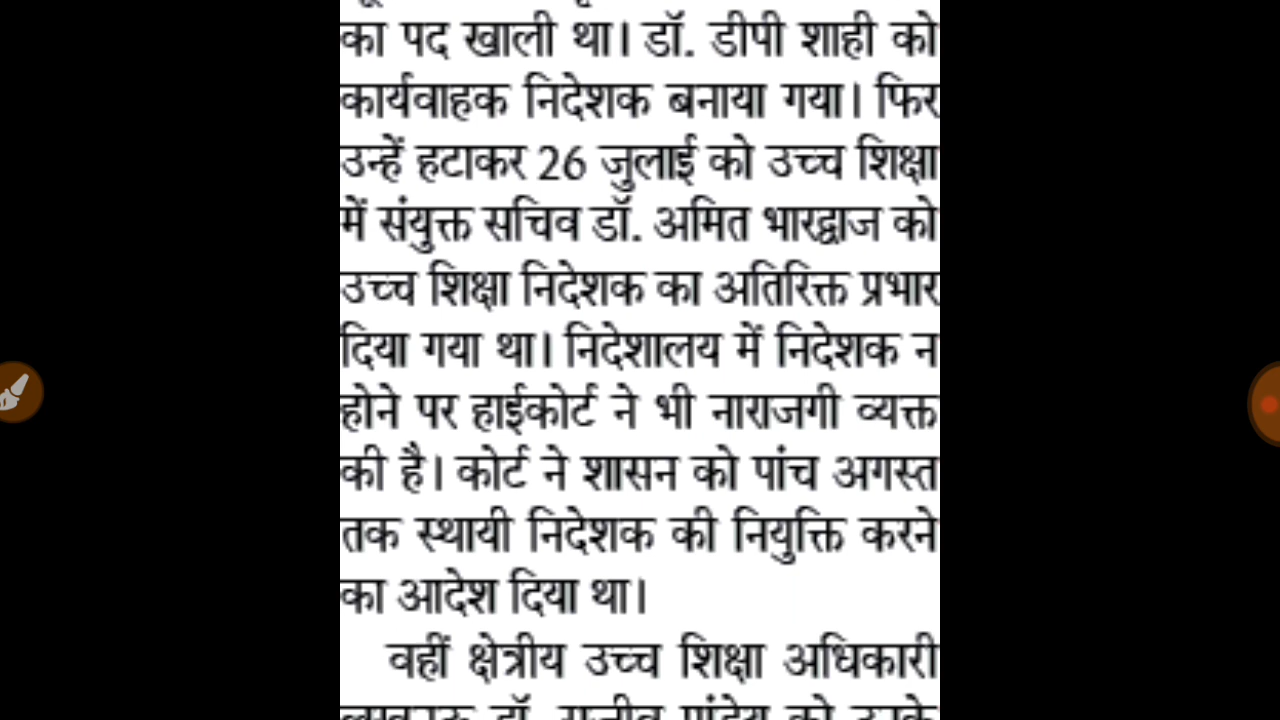 का पद खाली था। डॉ. डीपी शाही को
कार्यवाहक निदेशक बनाया गया। फिर
उन्हें हटाकर 26 जुलाई को उच्च शिक्षा
में संयुक्त सचिव डॉ. अमित भारद्वाज को
उच्च शिक्षा निदेशक का अतिरिक्त प्रभार
दिया गया था। निदेशालय में निदेशक न
होने पर हाईकोर्ट ने भी नाराजगी व्यक्त
की है। कोर्ट ने शासन को पांच अगस्त
तक स्थायी निदेशक की नियुक्ति करने
का आदेश दिया था।
वहीं क्षेत्रीय उच्च शिक्षा अधिकारी